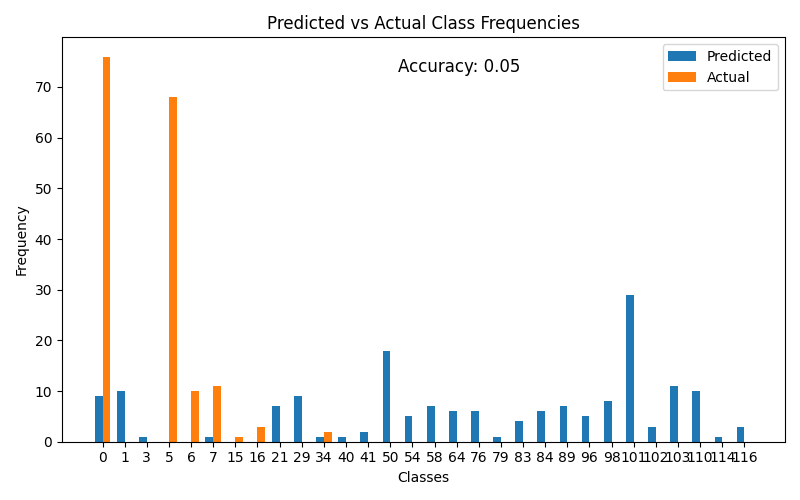 Predicted vs Actual Class Frequencies
Accuracy: 0.05
Predicted
Actual
Frequency
70
60
50
40
30
20
10
0
0 1 3 5 6 7 15 16 21 29 34 40 41 50 54 58 64 76 79 83 84 89 96 98 101 102 103 110 114 116
Classes